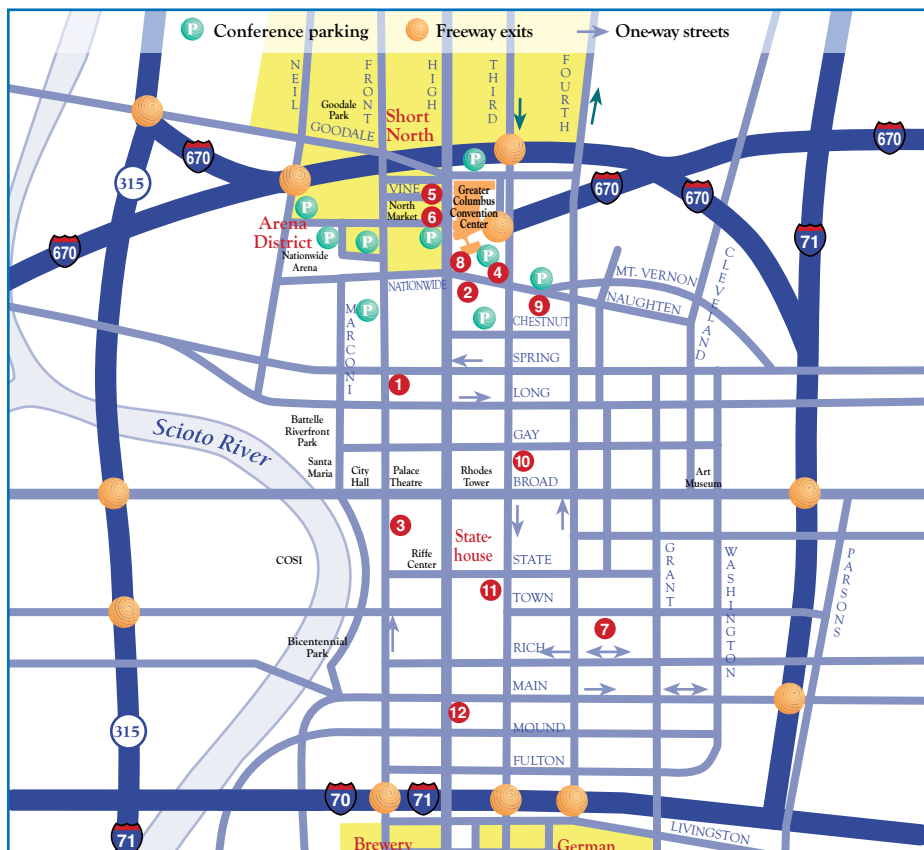 P Conference parking
Freeway exits
One-way streets
NEIL
FRONT
HIGH
THIRD
FOURTH
Goodale
Park
GOODALE
Short
North
670
315
P
670
670
670
670
71
VINE
5
Greater
Columbus
Convention
Center
P
North
Market
6
Arena
District
P
P
P
Nationwide
Arena
670
8
P
4
P
MT. VERNON
CLEVELAND
NATIONWIDE
2
NAUGHTEN
9
MARCONI
P
P
CHESTNUT
SPRING
1
LONG
Battelle
Riverfront
Park
GAY
Scioto River
Santa
Maria
City
Hall
Palace
Theatre
Rhodes
Tower
10
BROAD
Art
Museum
3
State-
house
COSI
Riffe
Center
STATE
GRANT
WASHINGTON
PARSONS
11
TOWN
7
Bicentennial
Park
RICH
MAIN
12
MOUND
315
FULTON
70
71
71
LIVINGSTON
Brewery
German